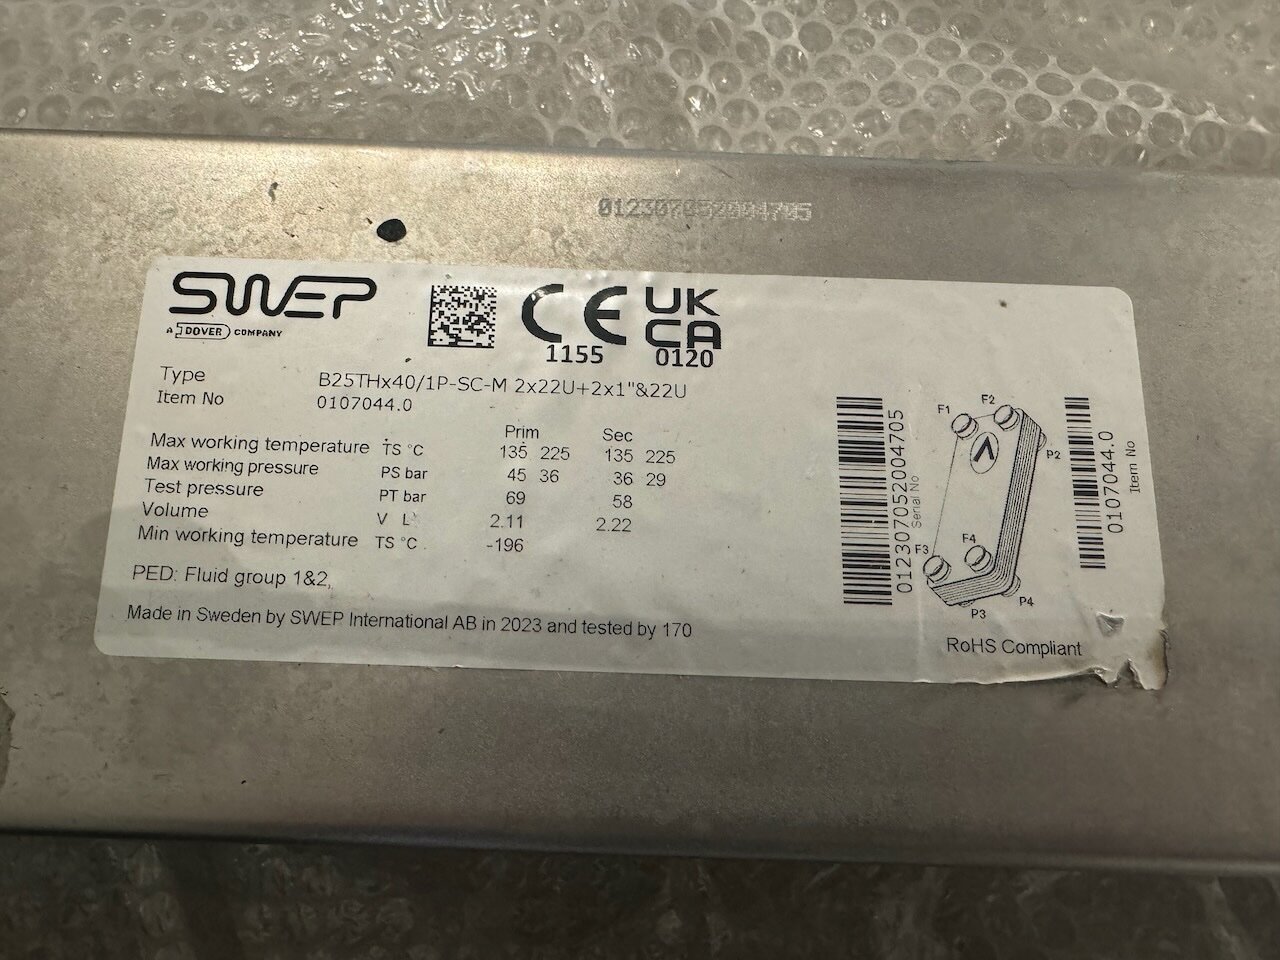 012307052004705
SWEP
A DOVER COMPANY
CE
1155
UK
CA
0120
Type B25THx40/1P-SC-M 2x22U+2x1"&22U
Item No 0107044.0
Prim Sec
Max working temperature TS °C 135 225 135 225
Max working pressure PS bar 45 36 36 29
Test pressure PT bar 69 58
Volume V L 2.11 2.22
Min working temperature TS °C -196
PED: Fluid group 1&2,
Made in Sweden by SWEP International AB in 2023 and tested by 170
012307052004705
Serial No
F1
F2
P2
F3
F4
P3
P4
0107044.0
Item No
RoHS Compliant